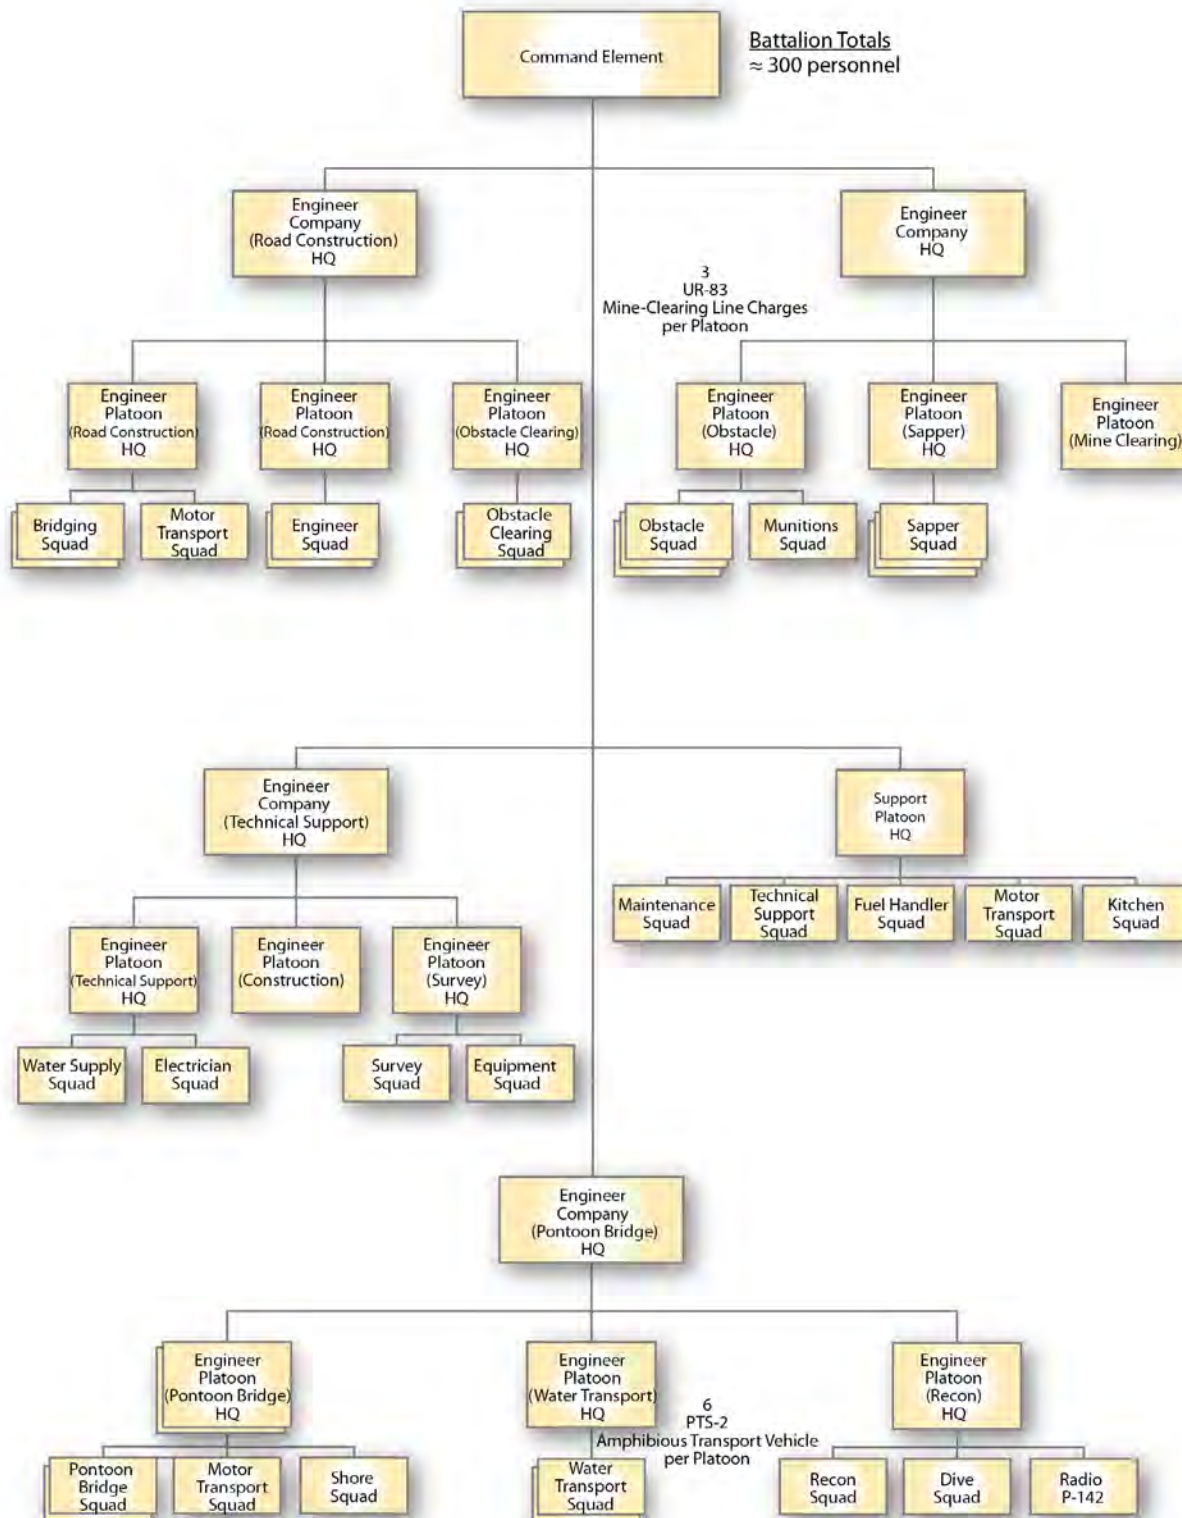 Command Element
Battalion Totals
≈ 300 personnel
Engineer
Company
(Road Construction)
HQ
Engineer
Company
HQ
3
UR-83
Mine-Clearing Line Charges
per Platoon
Engineer
Platoon
(Road Construction)
HQ
Engineer
Platoon
(Road Construction)
HQ
Engineer
Platoon
(Obstacle Clearing)
HQ
Engineer
Platoon
(Obstacle)
HQ
Engineer
Platoon
(Sapper)
HQ
Engineer
Platoon
(Mine Clearing)
Bridging
Squad
Motor
Transport
Squad
Engineer
Squad
Obstacle
Clearing
Squad
Obstacle
Squad
Munitions
Squad
Sapper
Squad
Engineer
Company
(Technical Support)
HQ
Support
Platoon
HQ
Maintenance
Squad
Technical
Support
Squad
Fuel Handler
Squad
Motor
Transport
Squad
Kitchen
Squad
Engineer
Platoon
(Technical Support)
HQ
Engineer
Platoon
(Construction)
Engineer
Platoon
(Survey)
HQ
Water Supply
Squad
Electrician
Squad
Survey
Squad
Equipment
Squad
Engineer
Company
(Pontoon Bridge)
HQ
Engineer
Platoon
(Pontoon Bridge)
HQ
Engineer
Platoon
(Water Transport)
HQ
6
PTS-2
Amphibious Transport Vehicle
per Platoon
Engineer
Platoon
(Recon)
HQ
Pontoon
Bridge
Squad
Motor
Transport
Squad
Shore
Squad
Water
Transport
Squad
Recon
Squad
Dive
Squad
Radio
P-142